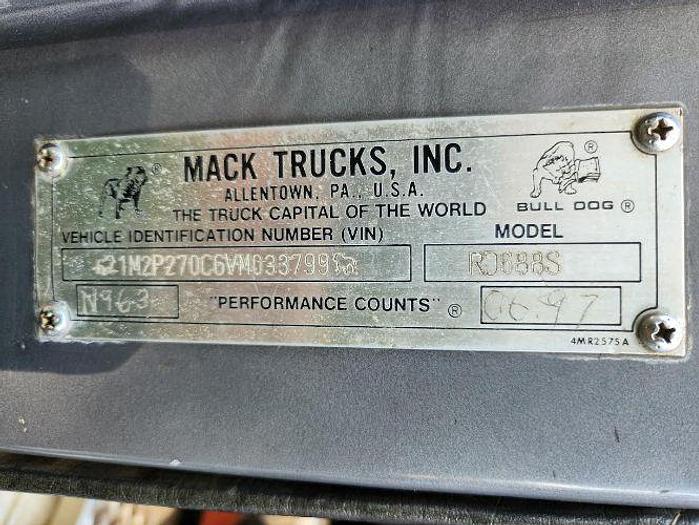 MACK TRUCKS, INC.
ALLENTOWN, PA., U.S.A.
THE TRUCK CAPITAL OF THE WORLD
® BULL DOG ®
VEHICLE IDENTIFICATION NUMBER (VIN) MODEL
1M2P270C6VM033799 RD688S
N963 "PERFORMANCE COUNTS" ® 06.97
4MR2575A